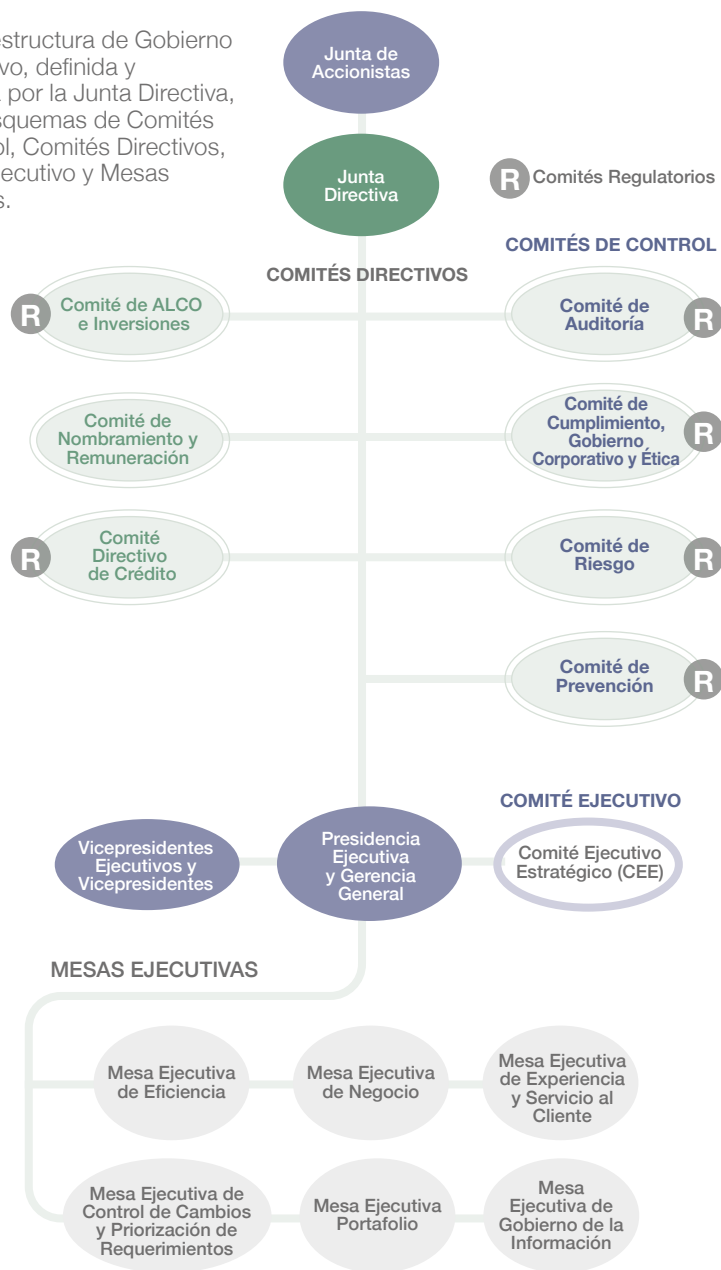 estructura de Gobierno
vo, definida y
por la Junta Directiva,
squemas de Comités
ol, Comités Directivos,
ecutivo y Mesas
s.
Junta de
Accionistas
Junta
Directiva
R Comités Regulatorios
COMITÉS DIRECTIVOS
COMITÉS DE CONTROL
R
Comité de ALCO
e Inversiones
Comité de
Auditoría
R
Comité de
Nombramiento y
Remuneración
Comité de
Cumplimiento,
Gobierno
Corporativo y Ética
R
R
Comité
Directivo
de Crédito
Comité de
Riesgo
R
Comité de
Prevención
R
COMITÉ EJECUTIVO
Vicepresidentes
Ejecutivos y
Vicepresidentes
Presidencia
Ejecutiva
y Gerencia
General
Comité Ejecutivo
Estratégico (CEE)
MESAS EJECUTIVAS
Mesa Ejecutiva
de Eficiencia
Mesa Ejecutiva
de Negocio
Mesa Ejecutiva
de Experiencia
y Servicio al
Cliente
Mesa Ejecutiva de
Control de Cambios
y Priorización de
Requerimientos
Mesa Ejecutiva
Portafolio
Mesa
Ejecutiva de
Gobierno de la
Información